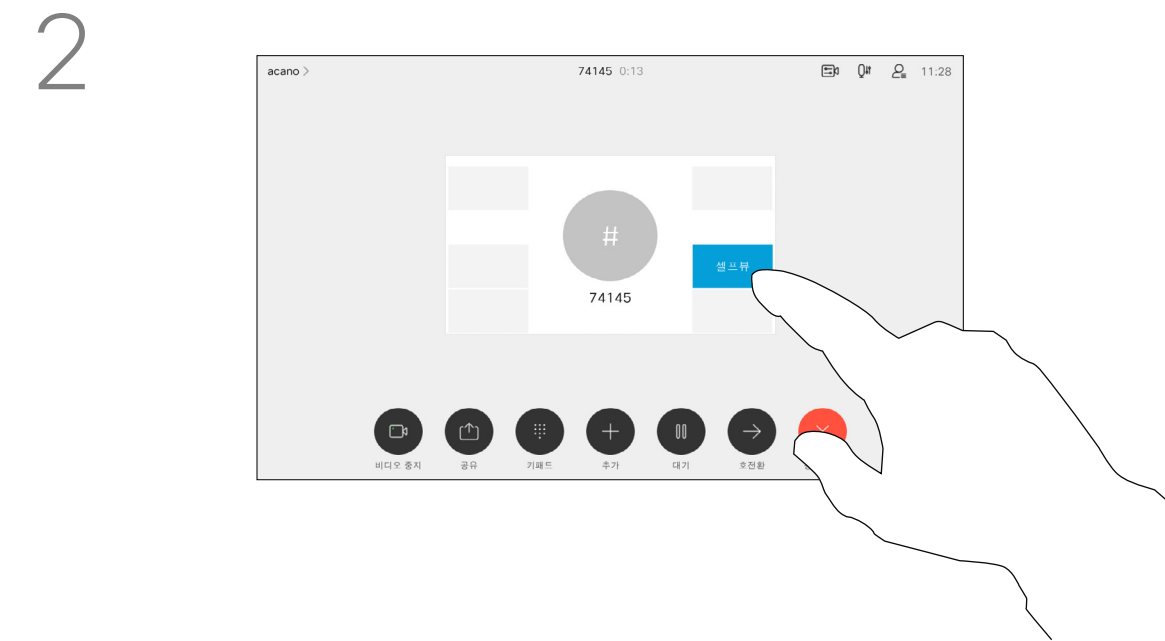 2
acano >
74145 0:13
11:28
#
셀프뷰
74145
비디오 중지
공유
키패드
추가
대기
호전환